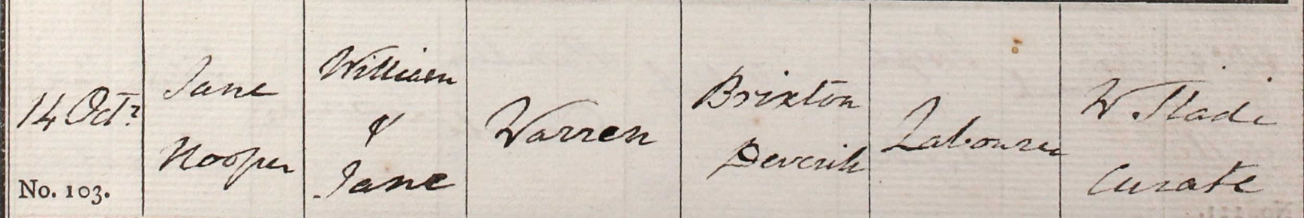 14 Octr
No. 103.
Jane
Hooper
William
&
Jane
Warren
Brixton
Deverill
Labourer
W. Slade
Curate